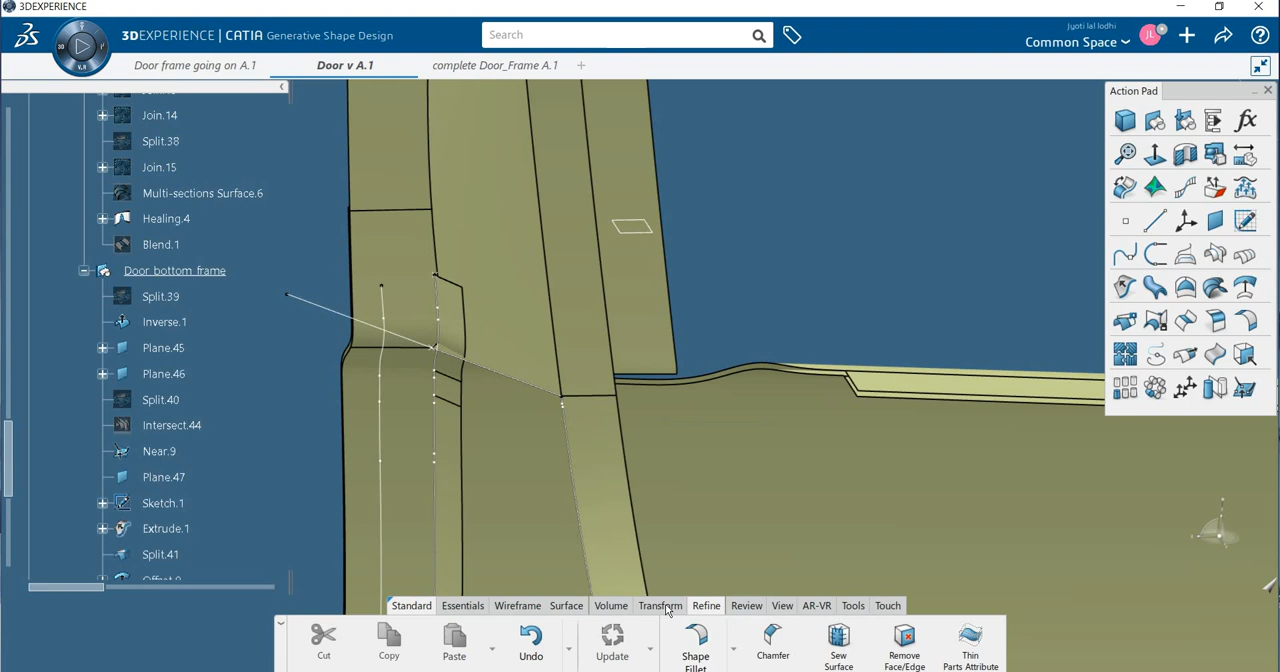 3DEXPERIENCE
3DEXPERIENCE | CATIA Generative Shape Design
Search
Jyoti lal lodhi
Common Space
JL
Door frame going on A.1
Door v A.1
complete Door_Frame A.1
Join.14
Split.38
Join.15
Multi-sections Surface.6
Healing.4
Blend.1
Door bottom frame
Split.39
Inverse.1
Plane.45
Plane.46
Split.40
Intersect.44
Near.9
Plane.47
Sketch.1
Extrude.1
Split.41
Action Pad
fx
Standard Essentials Wireframe Surface Volume Transform Refine Review View AR-VR Tools Touch
Cut
Copy
Paste
Undo
Update
Shape
Fillet
Chamfer
Sew
Surface
Remove
Face/Edge
Thin
Parts Attribute